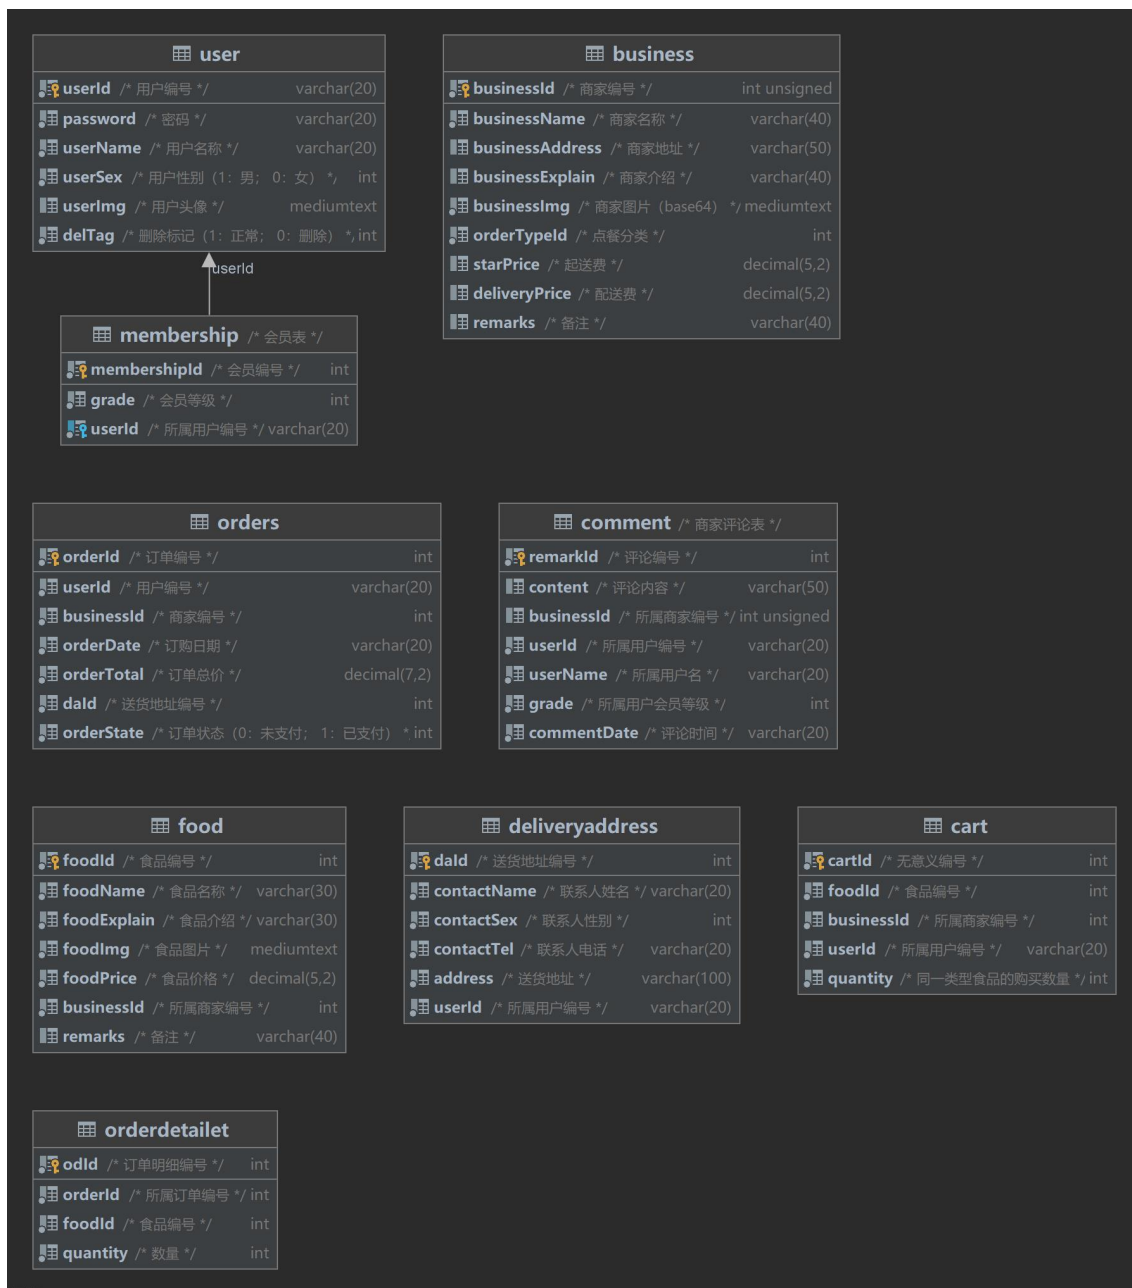 user
userId /* 用户编号 */ varchar(20)
password /* 密码 */ varchar(20)
userName /* 用户名称 */ varchar(20)
userSex /* 用户性别（1：男； 0：女） */ int
userImg /* 用户头像 */ mediumtext
delTag /* 删除标记（1：正常； 0：删除） */ int
userId
membership /* 会员表 */
membershipId /* 会员编号 */ int
grade /* 会员等级 */ int
userId /* 所属用户编号 */ varchar(20)
business
businessId /* 商家编号 */ int unsigned
businessName /* 商家名称 */ varchar(40)
businessAddress /* 商家地址 */ varchar(50)
businessExplain /* 商家介绍 */ varchar(40)
businessImg /* 商家图片（base64） */ mediumtext
orderTypeId /* 点餐分类 */ int
starPrice /* 起送费 */ decimal(5,2)
deliveryPrice /* 配送费 */ decimal(5,2)
remarks /* 备注 */ varchar(40)
orders
orderId /* 订单编号 */ int
userId /* 用户编号 */ varchar(20)
businessId /* 商家编号 */ int
orderDate /* 订购日期 */ varchar(20)
orderTotal /* 订单总价 */ decimal(7,2)
daId /* 送货地址编号 */ int
orderState /* 订单状态（0：未支付； 1：已支付） * int
comment /* 商家评论表 */
remarkId /* 评论编号 */ int
content /* 评论内容 */ varchar(50)
businessId /* 所属商家编号 */ int unsigned
userId /* 所属用户编号 */ varchar(20)
userName /* 所属用户名 */ varchar(20)
grade /* 所属用户会员等级 */ int
commentDate /* 评论时间 */ varchar(20)
food
foodId /* 食品编号 */ int
foodName /* 食品名称 */ varchar(30)
foodExplain /* 食品介绍 */ varchar(30)
foodImg /* 食品图片 */ mediumtext
foodPrice /* 食品价格 */ decimal(5,2)
businessId /* 所属商家编号 */ int
remarks /* 备注 */ varchar(40)
deliveryaddress
daId /* 送货地址编号 */ int
contactName /* 联系人姓名 */ varchar(20)
contactSex /* 联系人性别 */ int
contactTel /* 联系人电话 */ varchar(20)
address /* 送货地址 */ varchar(100)
userId /* 所属用户编号 */ varchar(20)
cart
cartId /* 无意义编号 */ int
foodId /* 食品编号 */ int
businessId /* 所属商家编号 */ int
userId /* 所属用户编号 */ varchar(20)
quantity /* 同一类型食品的购买数量 */ int
orderdetailet
odId /* 订单明细编号 */ int
orderId /* 所属订单编号 */ int
foodId /* 食品编号 */ int
quantity /* 数量 */ int